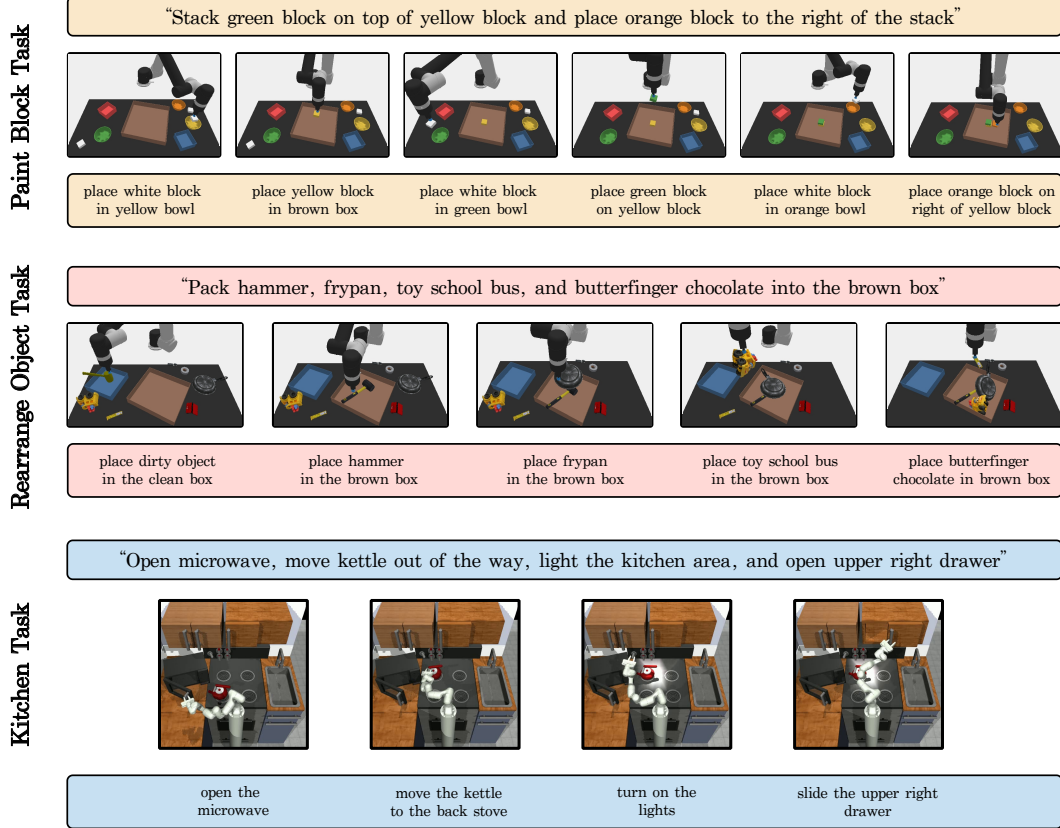 Paint Block Task
“Stack green block on top of yellow block and place orange block to the right of the stack”
place white block
in yellow bowl
place yellow block
in brown box
place white block
in green bowl
place green block
on yellow block
place white block
in orange bowl
place orange block on
right of yellow block
Rearrange Object Task
“Pack hammer, frypan, toy school bus, and butterfinger chocolate into the brown box”
place dirty object
in the clean box
place hammer
in the brown box
place frypan
in the brown box
place toy school bus
in the brown box
place butterfinger
chocolate in brown box
Kitchen Task
“Open microwave, move kettle out of the way, light the kitchen area, and open upper right drawer”
open the
microwave
move the kettle
to the back stove
turn on the
lights
slide the upper right
drawer